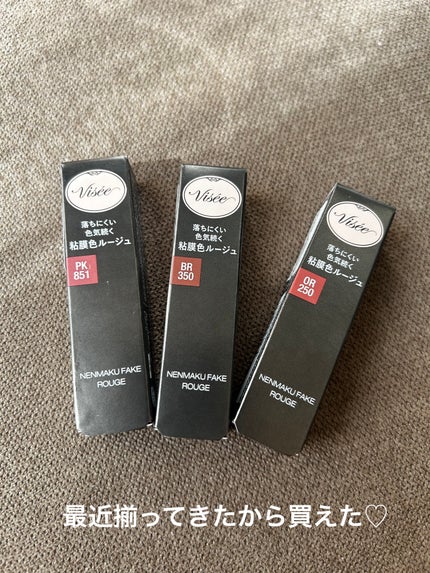 Visée
落ちにくい
色気続く
粘膜色ルージュ
PK
851
NENMAKU FAKE
ROUGE
Visée
落ちにくい
色気続く
粘膜色ルージュ
BR
350
NENMAKU FAKE
ROUGE
Visée
落ちにくい
色気続く
粘膜色ルージュ
OR
250
NENMAKU FAKE
ROUGE
最近揃ってきたから買えた♡